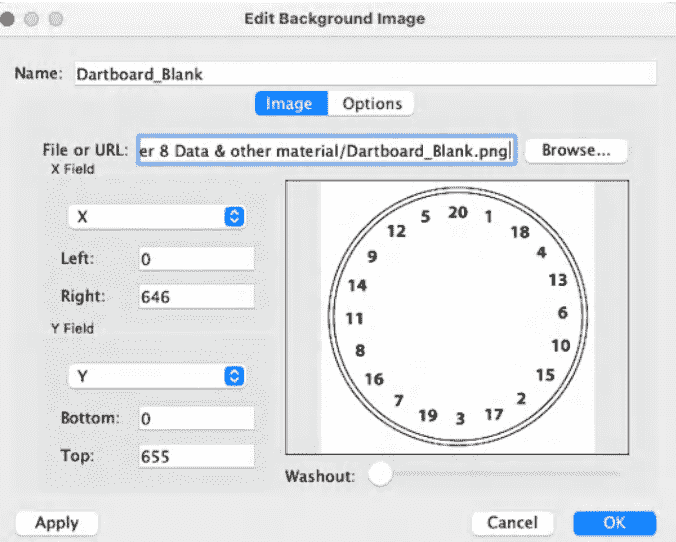 Edit Background Image
Name: Dartboard_Blank
Image Options
File or URL: er 8 Data & other material/Dartboard_Blank.png Browse...
X Field
X
Left: 0
Right: 646
Y Field
Y
Bottom: 0
Top: 655
20
1
18
4
13
6
10
15
2
17
3
19
7
16
8
11
14
9
12
5
Washout:
Apply Cancel OK